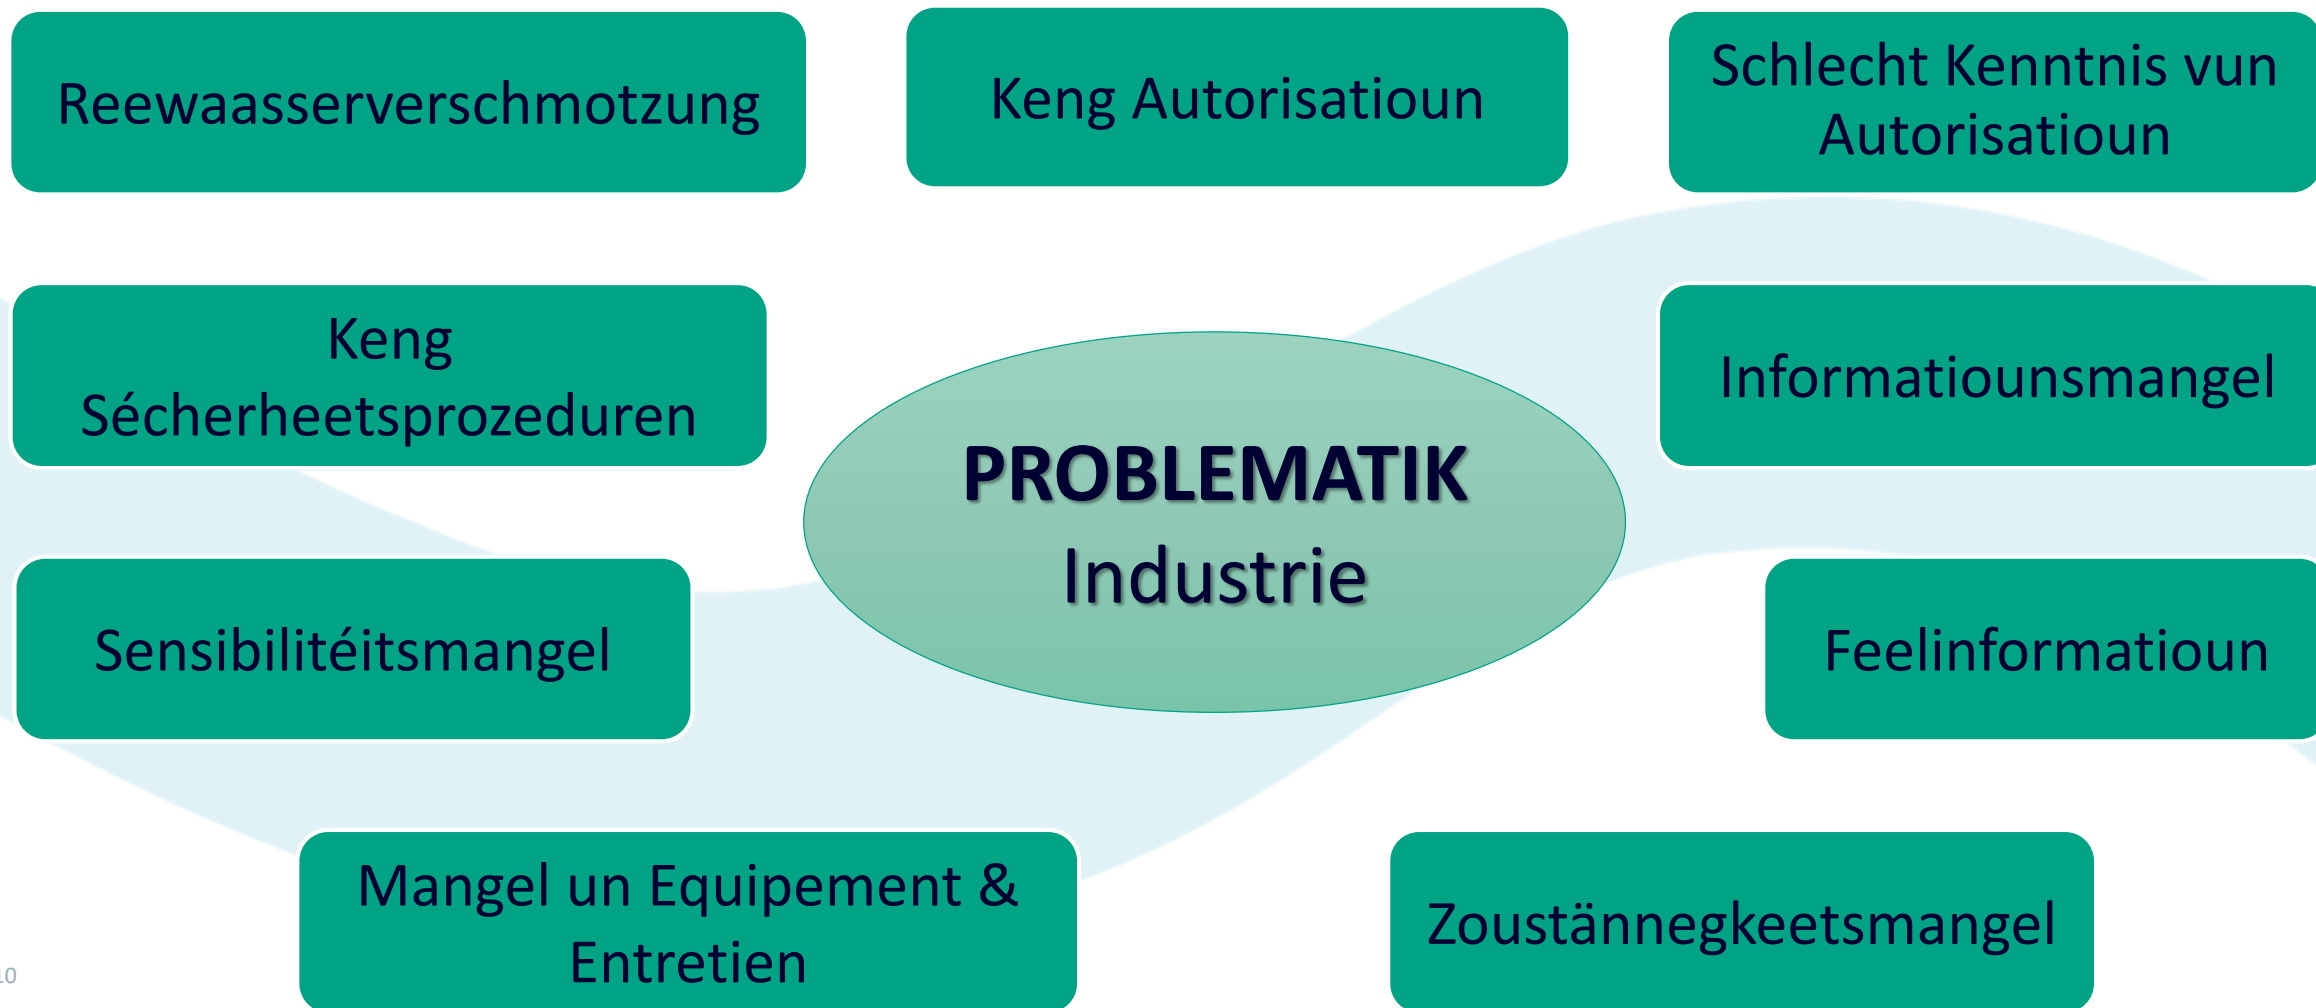 Reewaasserverschmotzung
Keng Autorisatioun
Schlecht Kenntnis vun
Autorisatioun
Keng
Sécherheetsprozeduren
Informatiounsmangel
PROBLEMATIK
Industrie
Sensibilitéitsmangel
Feelinformatioun
Mangel un Equipement &
Entretien
Zoustännegkeetsmangel
10